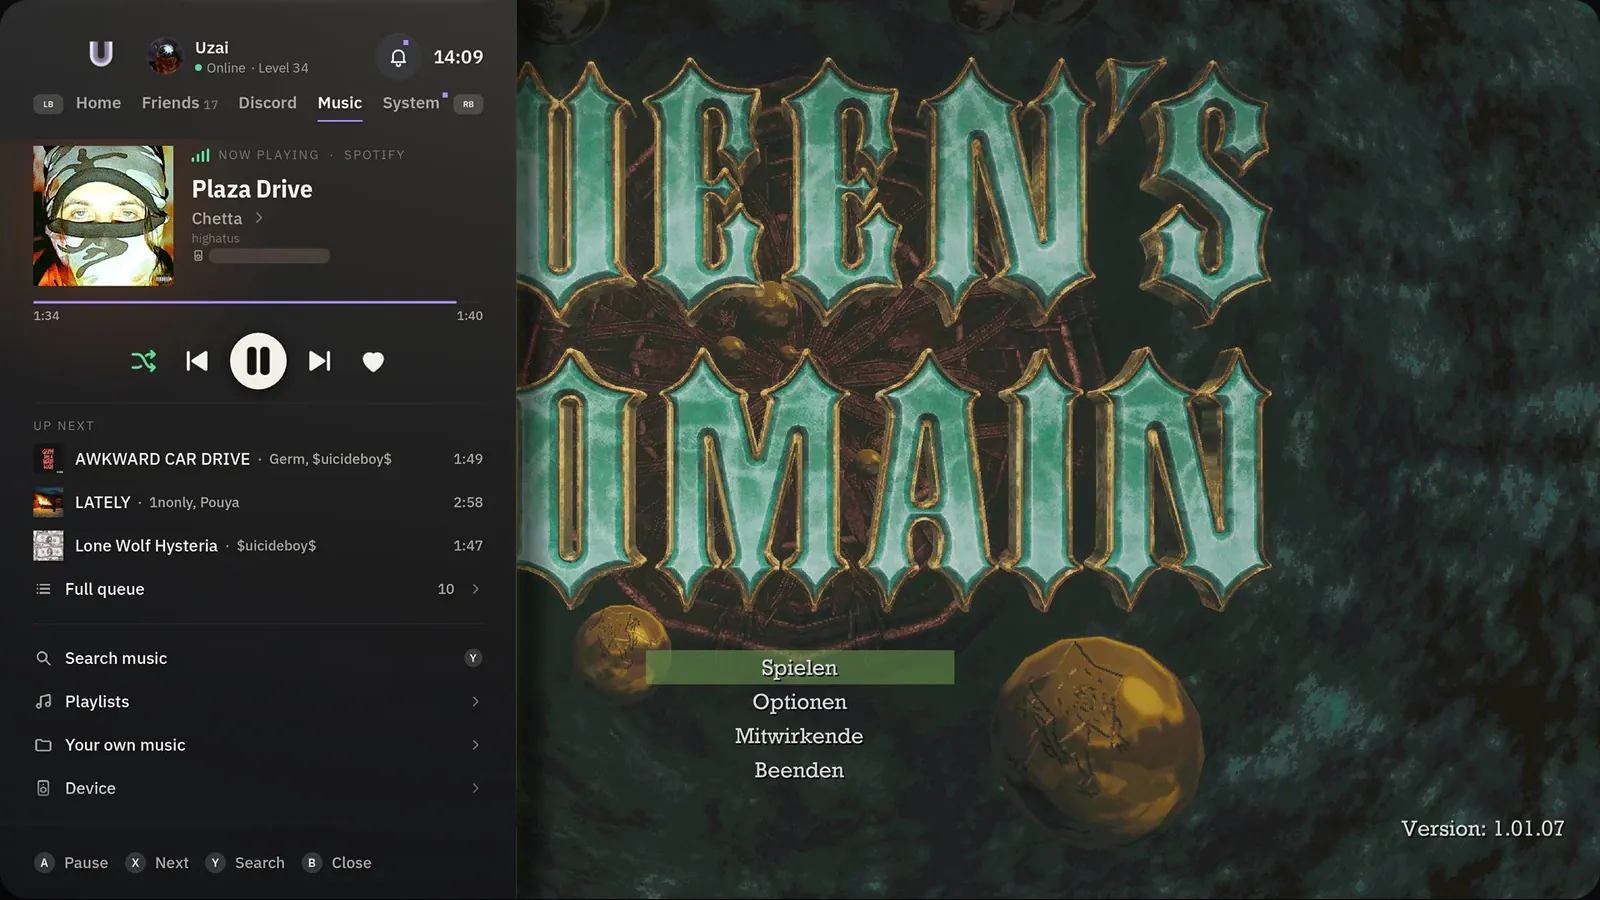 U
Uzai
Online · Level 34
14:09
LB
Home
Friends 17
Discord
Music
System
RB
NOW PLAYING · SPOTIFY
Plaza Drive
Chetta
highatus
1:34
1:40
UP NEXT
AWKWARD CAR DRIVE · Germ, $uicideboy$
1:49
LATELY · 1nonly, Pouya
2:58
Lone Wolf Hysteria · $uicideboy$
1:47
Full queue
10
Search music
Y
Playlists
Your own music
Device
A Pause
X Next
Y Search
B Close
UEEN'S
OMAIN
Spielen
Optionen
Mitwirkende
Beenden
Version: 1.01.07